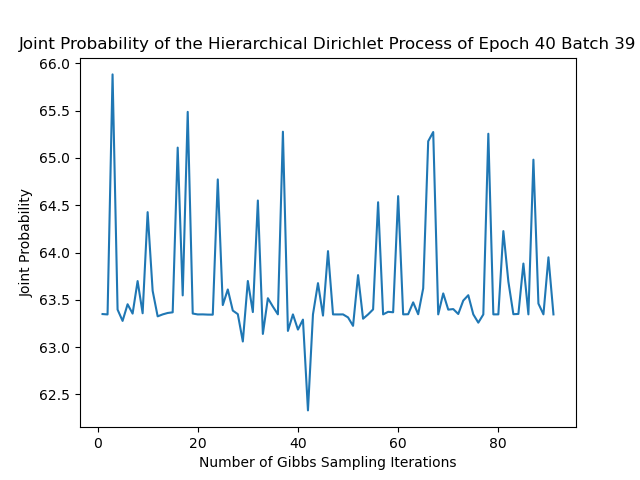 Joint Probability of the Hierarchical Dirichlet Process of Epoch 40 Batch 39
66.0
65.5
65.0
64.5
64.0
63.5
63.0
62.5
Joint Probability
0 20 40 60 80
Number of Gibbs Sampling Iterations